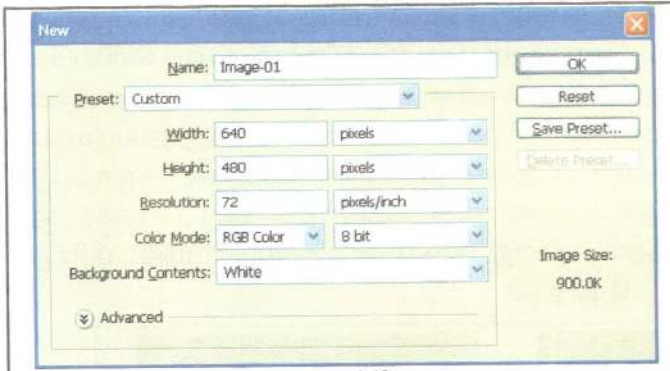 New
Name: Image-01
OK
Preset: Custom
Reset
Width: 640 pixels
Save Preset...
Height: 480 pixels
Delete Preset...
Resolution: 72 pixels/inch
Color Mode: RGB Color 8 bit
Image Size:
Background Contents: White
900.0K
Advanced